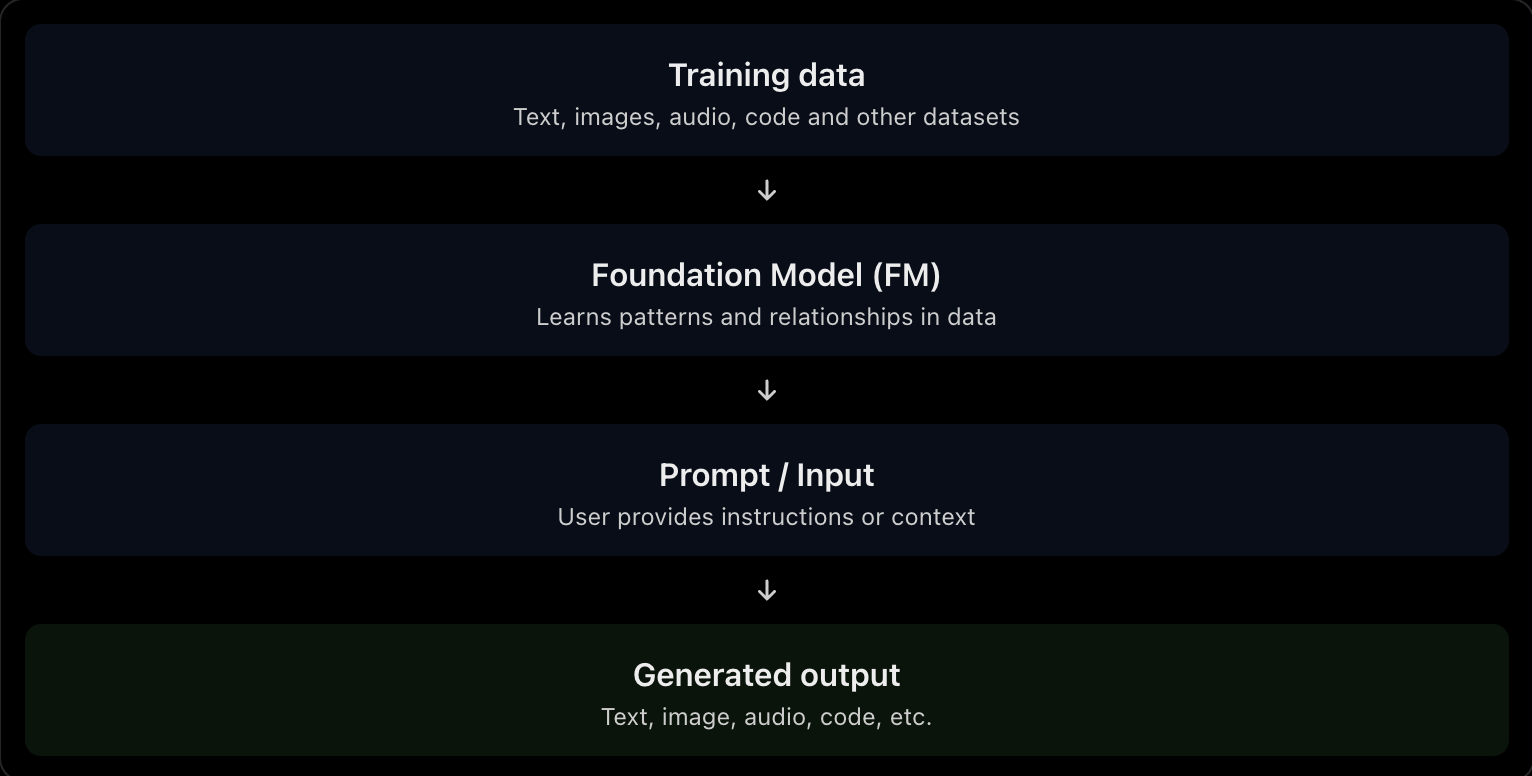 Training data
Text, images, audio, code and other datasets
Foundation Model (FM)
Learns patterns and relationships in data
Prompt / Input
User provides instructions or context
Generated output
Text, image, audio, code, etc.